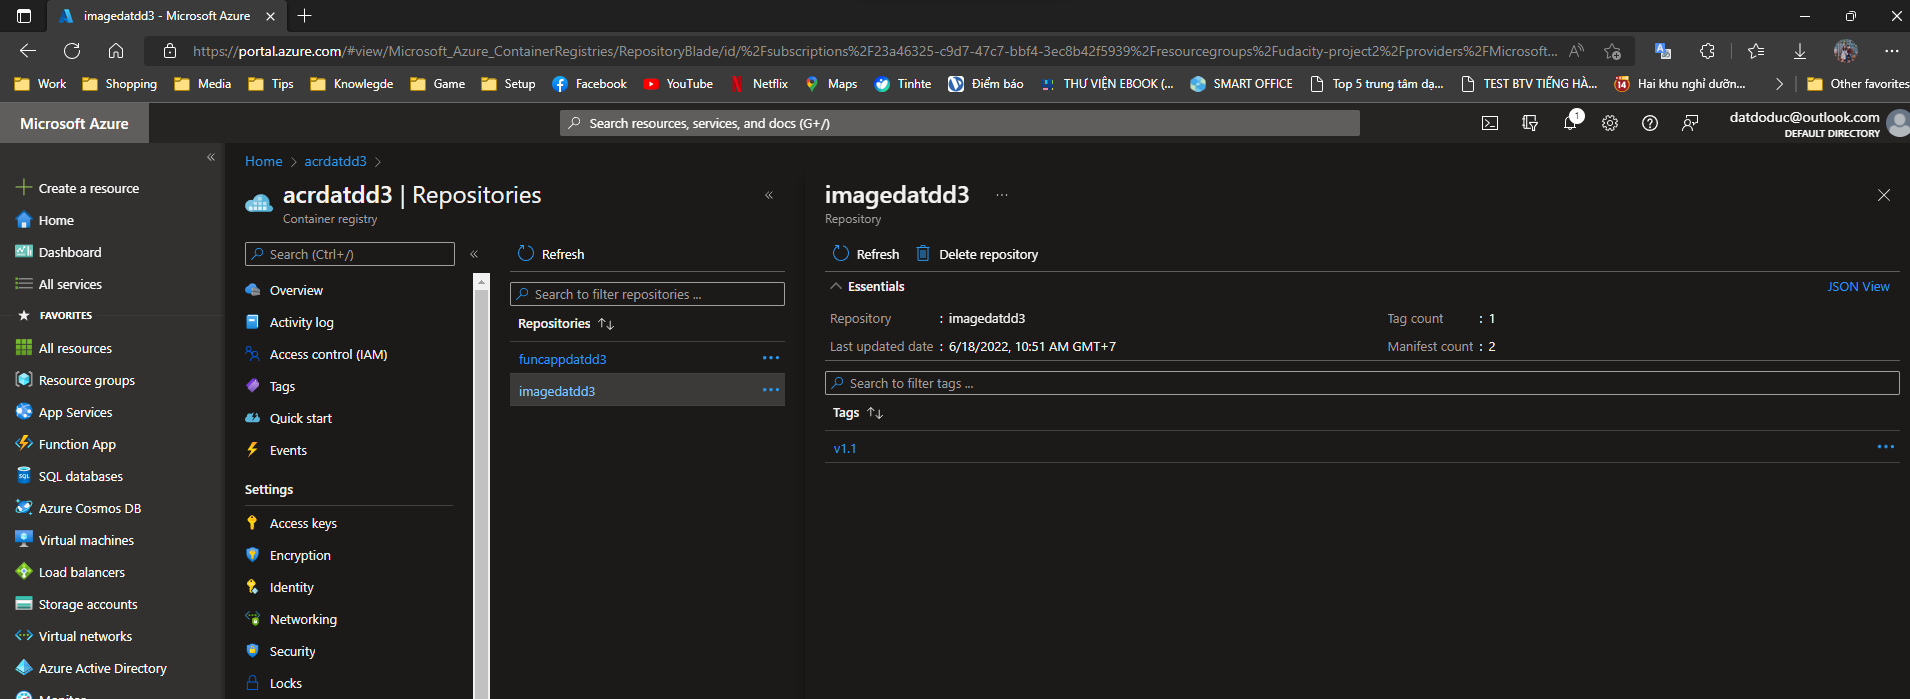 imagedatdd3 - Microsoft Azure
https://portal.azure.com/#view/Microsoft_Azure_ContainerRegistries/RepositoryBlade/id/%2Fsubscriptions%2F23a46325-c9d7-47c7-bbf4-3ec8b42f5939%2Fresourcegroups%2Fudacity-project2%2Fproviders%2FMicrosoft...
Work Shopping Media Tips Knowlegde Game Setup Facebook YouTube Netflix Maps Tinhte Điểm báo THƯ VIỆN EBOOK (... SMART OFFICE Top 5 trung tâm dạ... TEST BTV TIẾNG HÀ... Hai khu nghỉ dưỡn... Other favorites
Microsoft Azure
Search resources, services, and docs (G+/)
1
datdoduc@outlook.com
DEFAULT DIRECTORY
Create a resource
Home
Dashboard
All services
FAVORITES
All resources
Resource groups
App Services
Function App
SQL databases
Azure Cosmos DB
Virtual machines
Load balancers
Storage accounts
Virtual networks
Azure Active Directory
Monitor
Home > acrdatdd3 >
acrdatdd3 | Repositories
Container registry
Search (Ctrl+/)
Overview
Activity log
Access control (IAM)
Tags
Quick start
Events
Settings
Access keys
Encryption
Identity
Networking
Security
Locks
Refresh
Search to filter repositories ...
Repositories
funcappdatdd3
imagedatdd3
imagedatdd3
Repository
Refresh Delete repository
Essentials
JSON View
Repository : imagedatdd3
Tag count : 1
Last updated date : 6/18/2022, 10:51 AM GMT+7
Manifest count : 2
Search to filter tags ...
Tags
v1.1